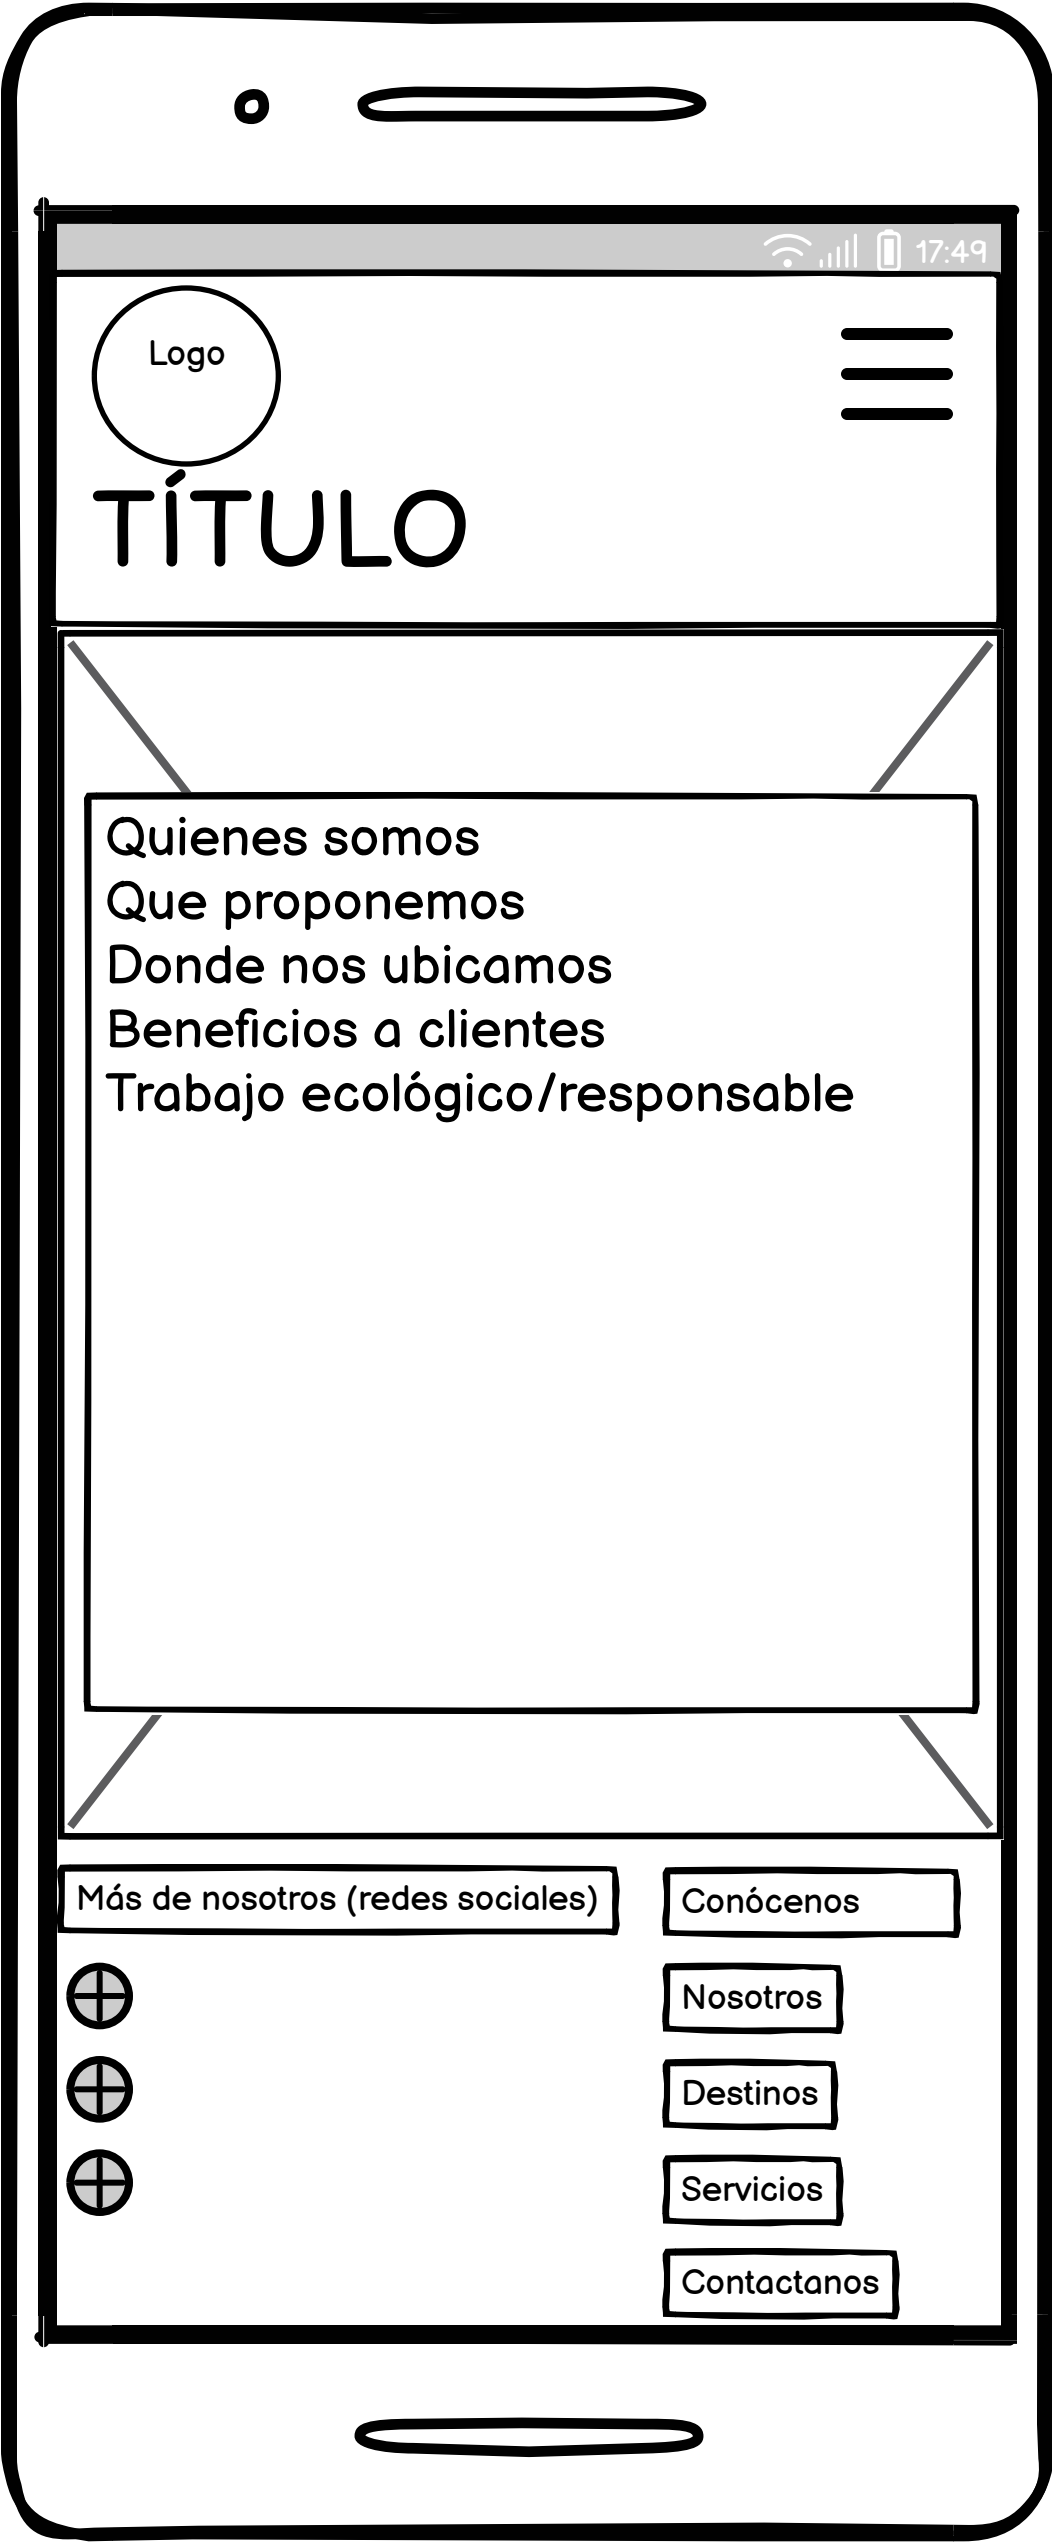 17:49
Logo
TÍTULO
Quienes somos
Que proponemos
Donde nos ubicamos
Beneficios a clientes
Trabajo ecológico/responsable
Más de nosotros (redes sociales)
Conócenos
Nosotros
Destinos
Servicios
Contactanos